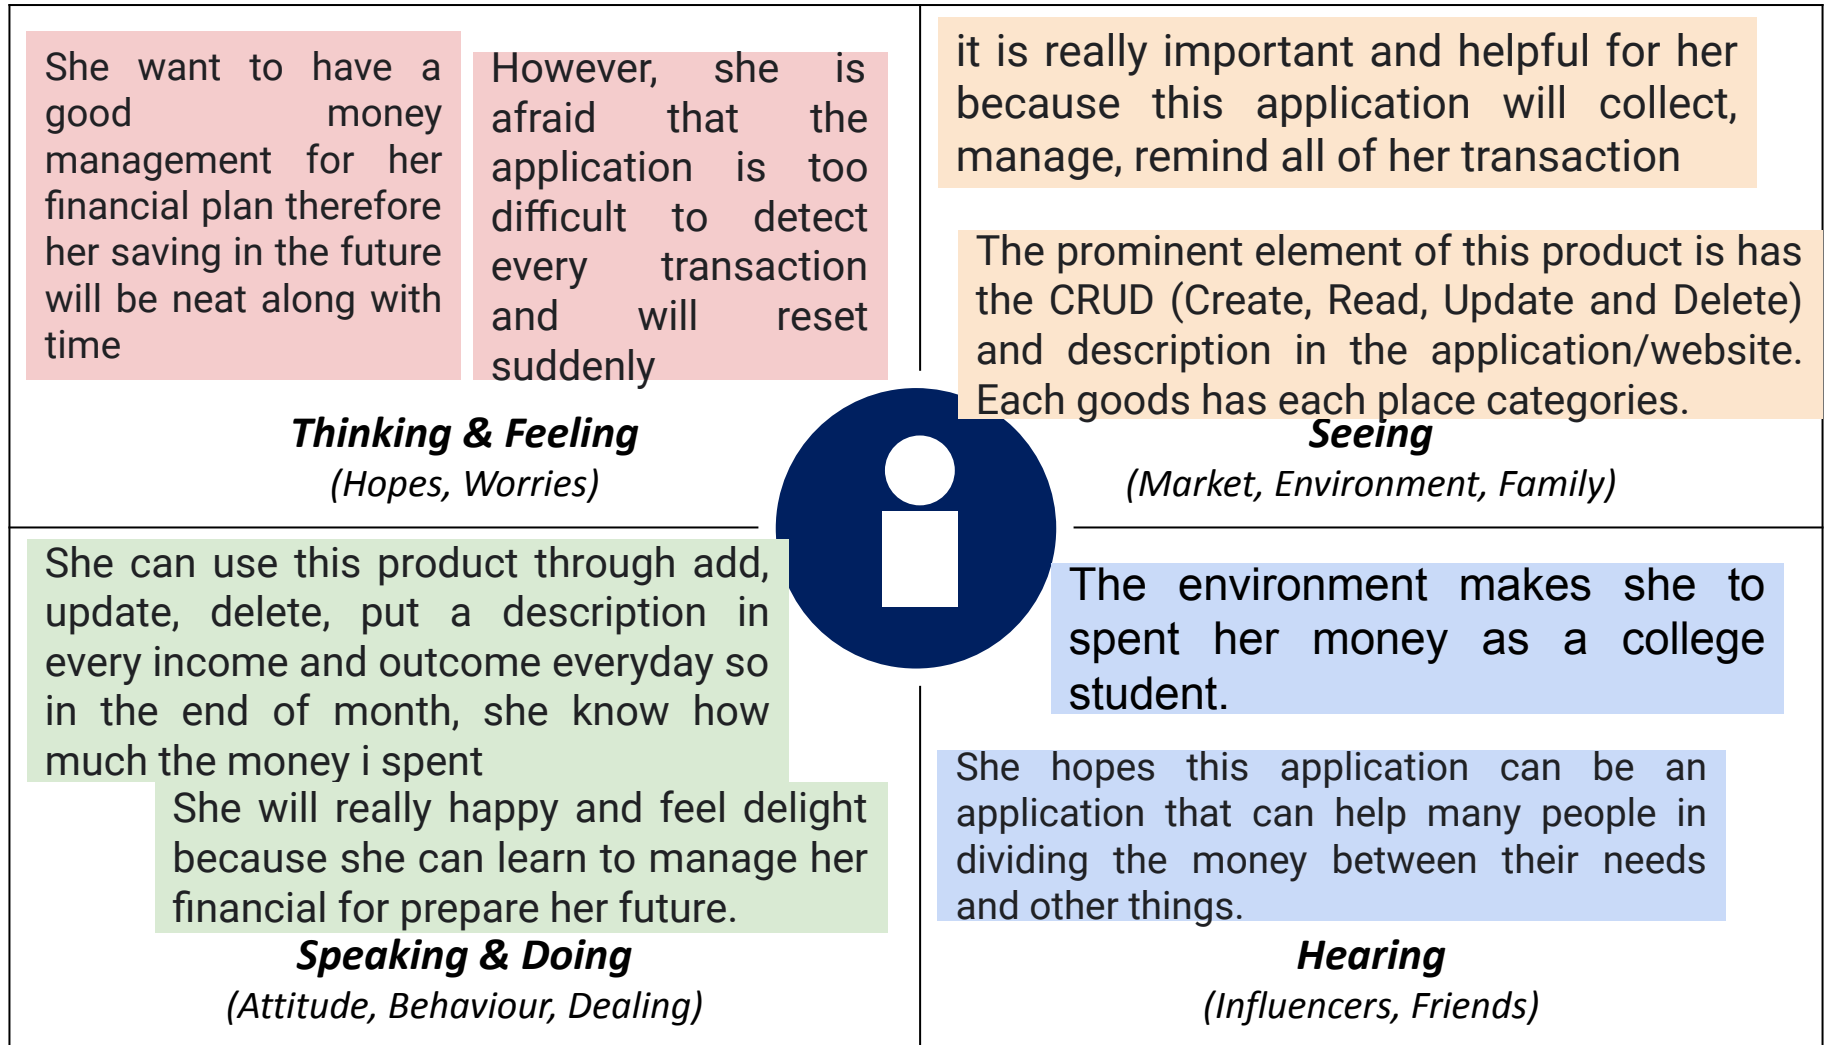 She want to have a
good money
management for her
financial plan therefore
her saving in the future
will be neat along with
time
However, she is
afraid that the
application is too
difficult to detect
every transaction
and will reset
suddenly
Thinking & Feeling
(Hopes, Worries)
it is really important and helpful for her
because this application will collect,
manage, remind all of her transaction
The prominent element of this product is has
the CRUD (Create, Read, Update and Delete)
and description in the application/website.
Each goods has each place categories.
Seeing
(Market, Environment, Family)
She can use this product through add,
update, delete, put a description in
every income and outcome everyday so
in the end of month, she know how
much the money i spent
She will really happy and feel delight
because she can learn to manage her
financial for prepare her future.
Speaking & Doing
(Attitude, Behaviour, Dealing)
The environment makes she to
spent her money as a college
student.
She hopes this application can be an
application that can help many people in
dividing the money between their needs
and other things.
Hearing
(Influencers, Friends)